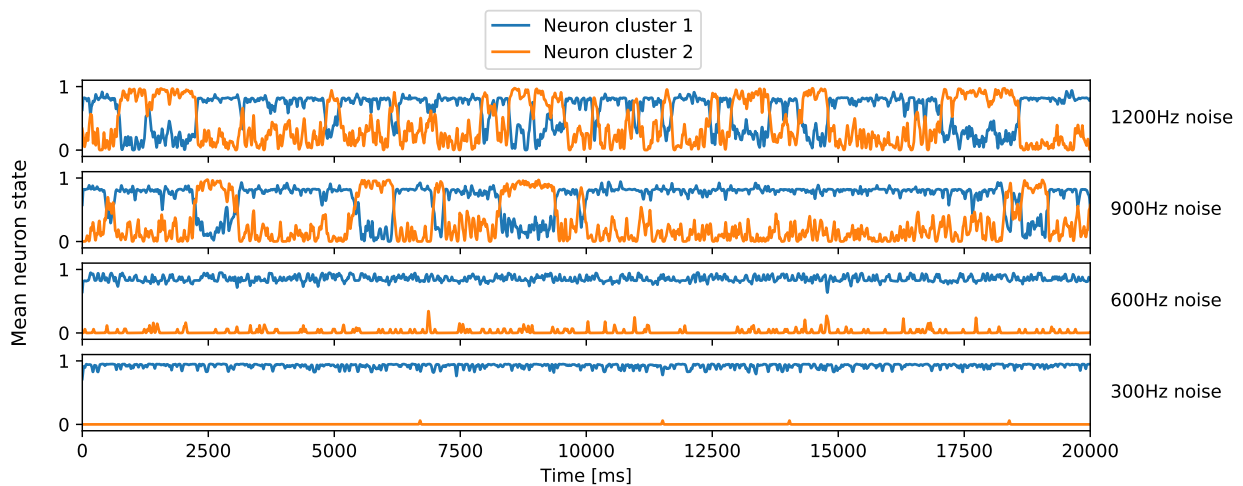 Neuron cluster 1
Neuron cluster 2
Mean neuron state
1
0
1200Hz noise
1
0
900Hz noise
1
0
600Hz noise
1
0
300Hz noise
0 2500 5000 7500 10000 12500 15000 17500 20000
Time [ms]